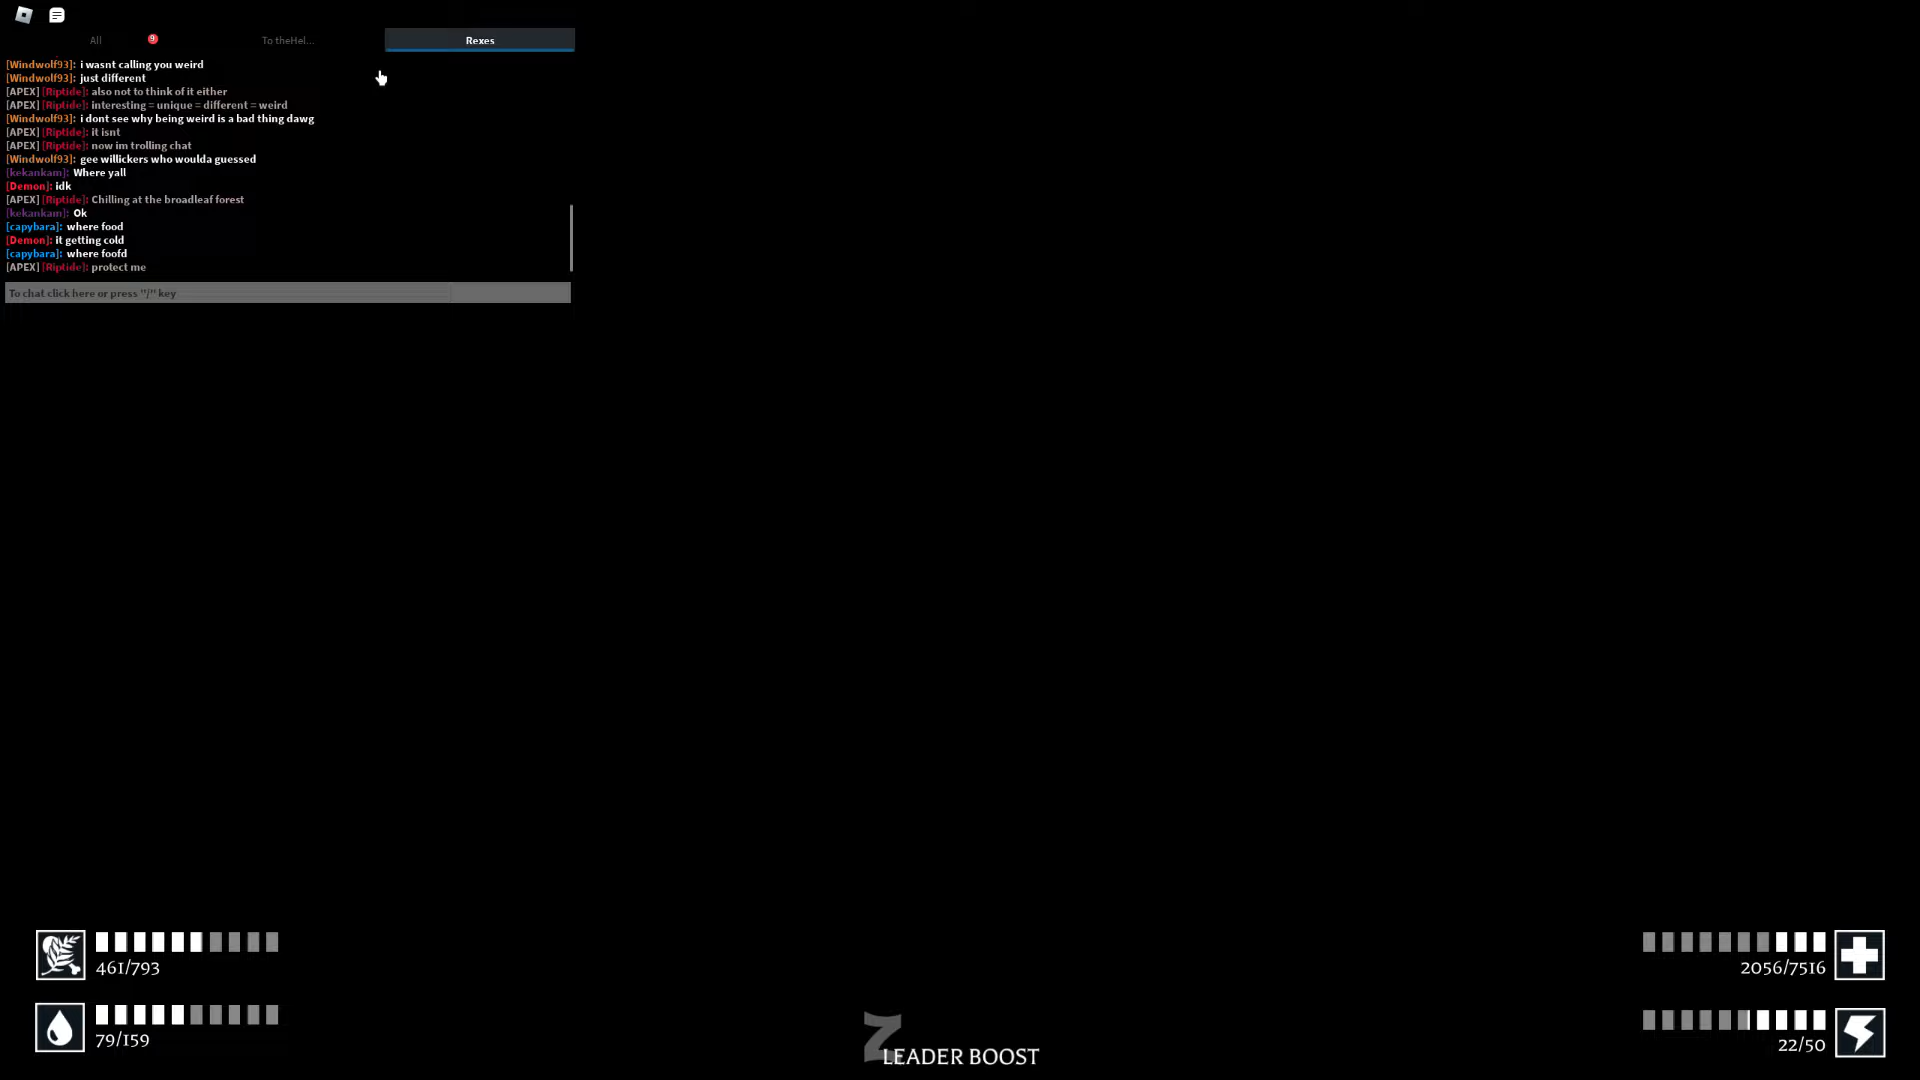 All 9 To theHel... Rexes
[Windwolf93]: i wasnt calling you weird
[Windwolf93]: just different
[APEX] [Riptide]: also not to think of it either
[APEX] [Riptide]: interesting = unique = different = weird
[Windwolf93]: i dont see why being weird is a bad thing dawg
[APEX] [Riptide]: it isnt
[APEX] [Riptide]: now im trolling chat
[Windwolf93]: gee willickers who woulda guessed
[kekankam]: Where yall
[Demon]: idk
[APEX] [Riptide]: Chilling at the broadleaf forest
[kekankam]: Ok
[capybara]: where food
[Demon]: it getting cold
[capybara]: where foofd
[APEX] [Riptide]: protect me
To chat click here or press "/" key
461/793
2056/7516
79/159
22/50
Z
LEADER BOOST